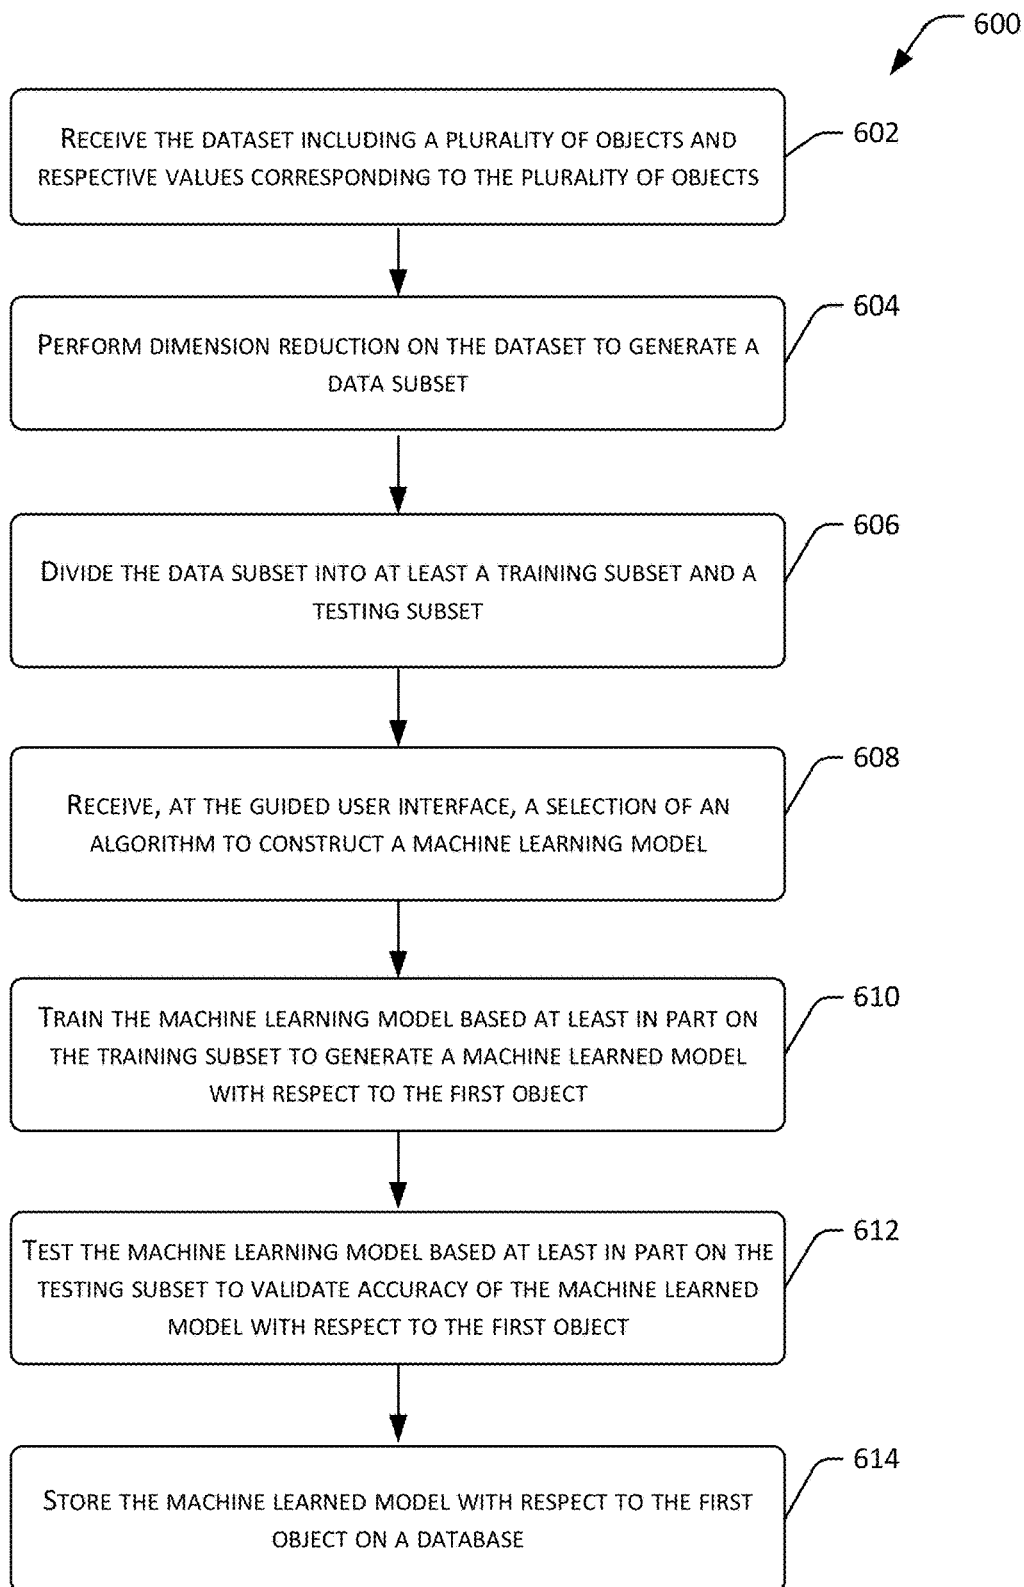 600
RECEIVE THE DATASET INCLUDING A PLURALITY OF OBJECTS AND
RESPECTIVE VALUES CORRESPONDING TO THE PLURALITY OF OBJECTS
602
PERFORM DIMENSION REDUCTION ON THE DATASET TO GENERATE A
DATA SUBSET
604
DIVIDE THE DATA SUBSET INTO AT LEAST A TRAINING SUBSET AND A
TESTING SUBSET
606
RECEIVE, AT THE GUIDED USER INTERFACE, A SELECTION OF AN
ALGORITHM TO CONSTRUCT A MACHINE LEARNING MODEL
608
TRAIN THE MACHINE LEARNING MODEL BASED AT LEAST IN PART ON
THE TRAINING SUBSET TO GENERATE A MACHINE LEARNED MODEL
WITH RESPECT TO THE FIRST OBJECT
610
TEST THE MACHINE LEARNING MODEL BASED AT LEAST IN PART ON THE
TESTING SUBSET TO VALIDATE ACCURACY OF THE MACHINE LEARNED
MODEL WITH RESPECT TO THE FIRST OBJECT
612
STORE THE MACHINE LEARNED MODEL WITH RESPECT TO THE FIRST
OBJECT ON A DATABASE
614